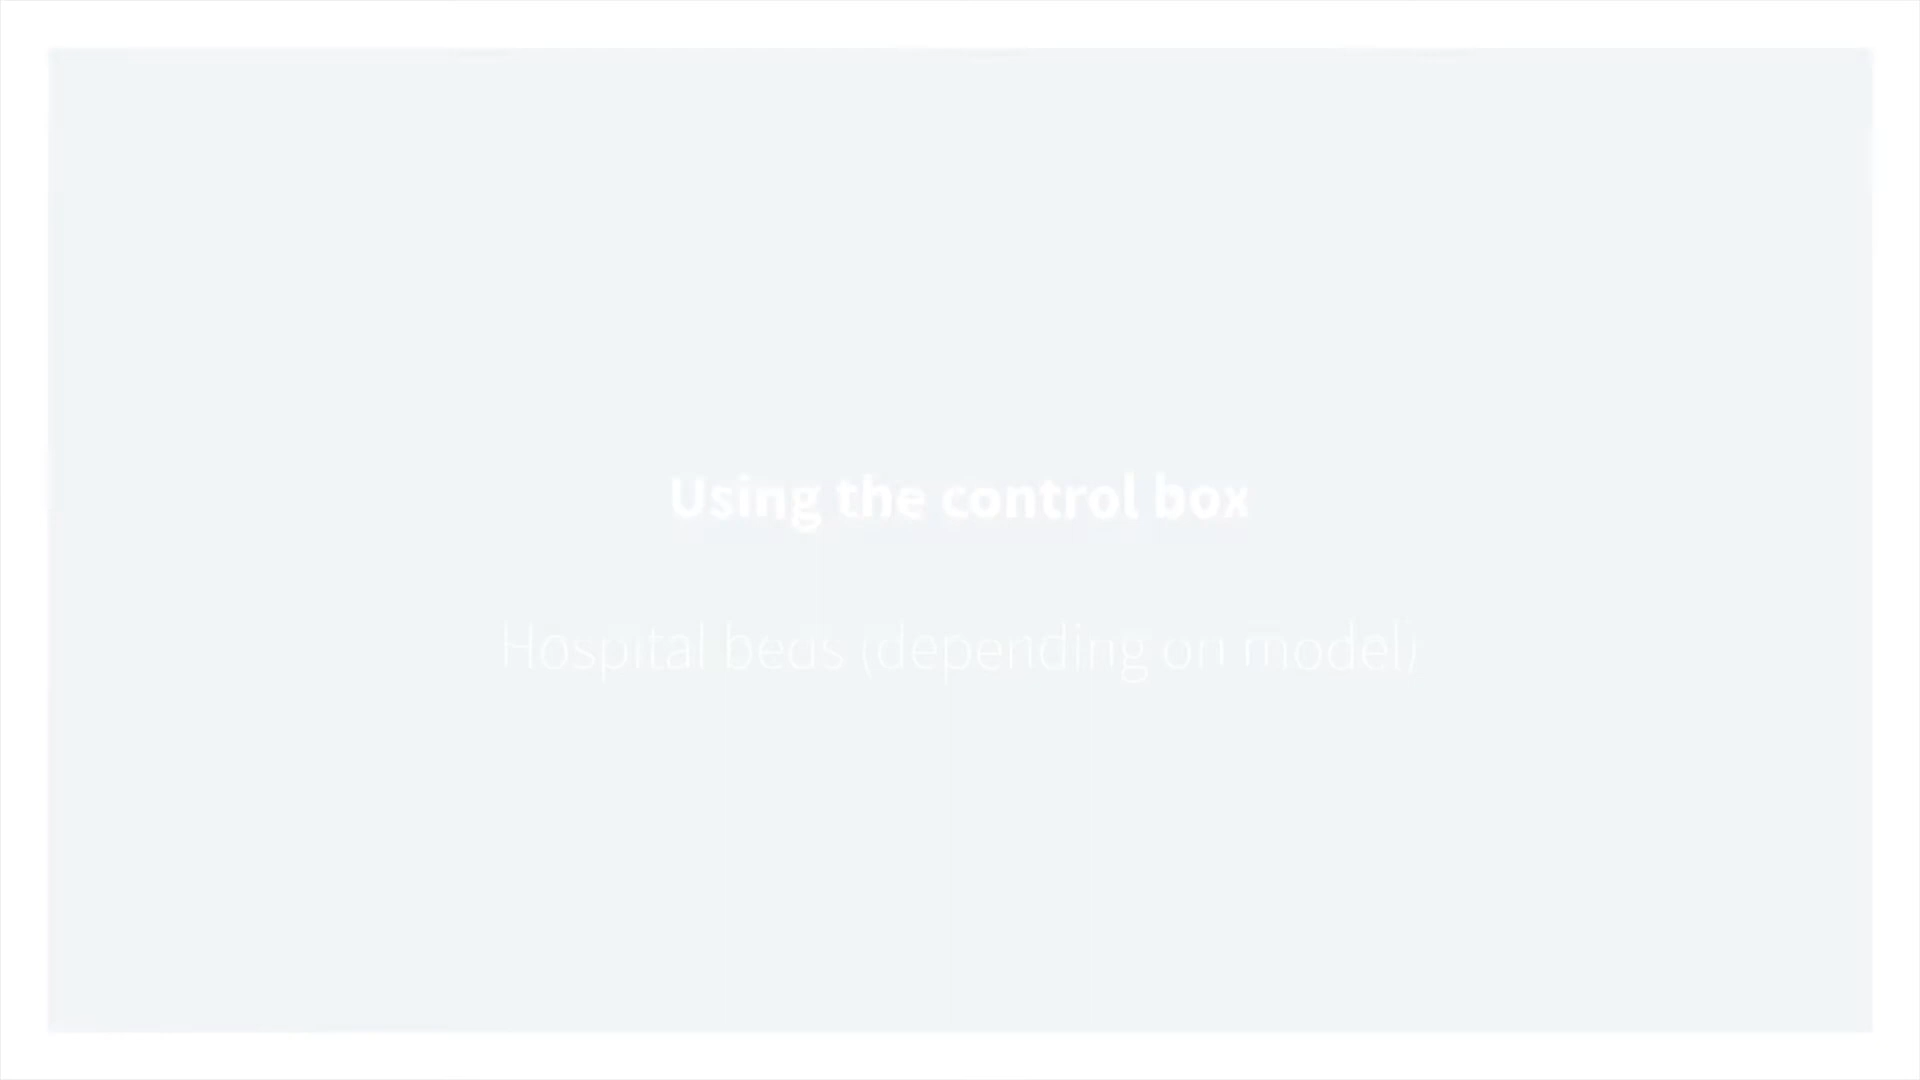 Using the control box
Hospital beds (depending on model)